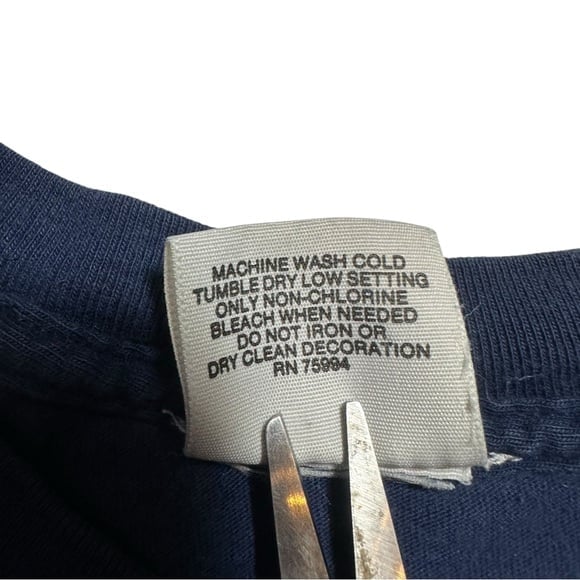 MACHINE WASH COLD
TUMBLE DRY LOW SETTING
ONLY NON-CHLORINE
BLEACH WHEN NEEDED
DO NOT IRON OR
DRY CLEAN DECORATION
RN 75994